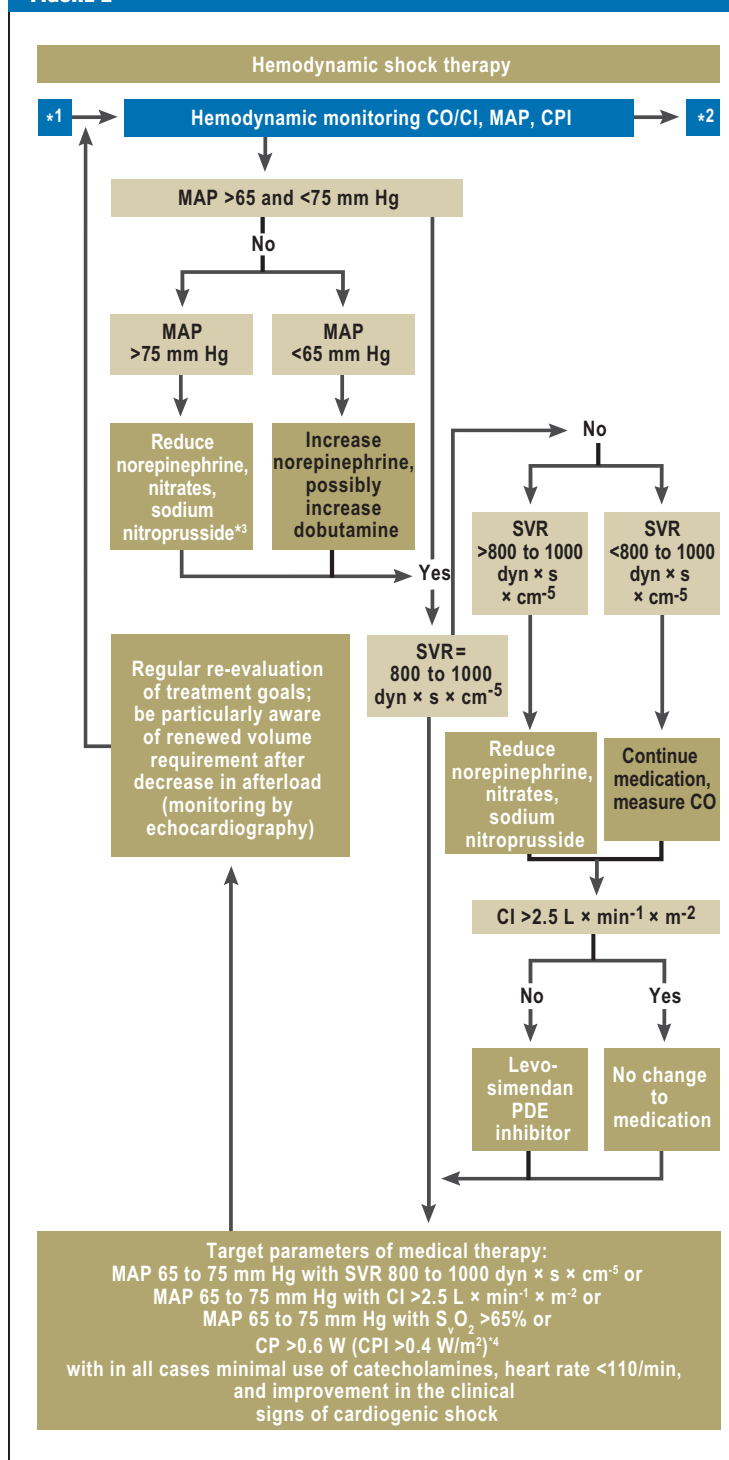 Hemodynamic shock therapy
*1
Hemodynamic monitoring CO/CI, MAP, CPI
*2
MAP >65 and <75 mm Hg
No
MAP
>75 mm Hg
MAP
<65 mm Hg
Reduce
norepinephrine,
nitrates,
sodium
nitroprusside*3
Increase
norepinephrine,
possibly
increase
dobutamine
Yes
No
SVR
>800 to 1000
dyn × s
× cm-5
SVR
<800 to 1000
dyn × s
× cm-5
SVR=
800 to 1000
dyn × s × cm-5
Regular re-evaluation
of treatment goals;
be particularly aware
of renewed volume
requirement after
decrease in afterload
(monitoring by
echocardiography)
Reduce
norepinephrine,
nitrates,
sodium
nitroprusside
Continue
medication,
measure CO
CI >2.5 L × min-1 × m-2
No
Yes
Levo-
simendan
PDE
inhibitor
No change
to
medication
Target parameters of medical therapy:
MAP 65 to 75 mm Hg with SVR 800 to 1000 dyn × s × cm-5 or
MAP 65 to 75 mm Hg with CI >2.5 L × min-1 × m-2 or
MAP 65 to 75 mm Hg with SvO2 >65% or
CP >0.6 W (CPI >0.4 W/m2)*4
with in all cases minimal use of catecholamines, heart rate <110/min,
and improvement in the clinical
signs of cardiogenic shock